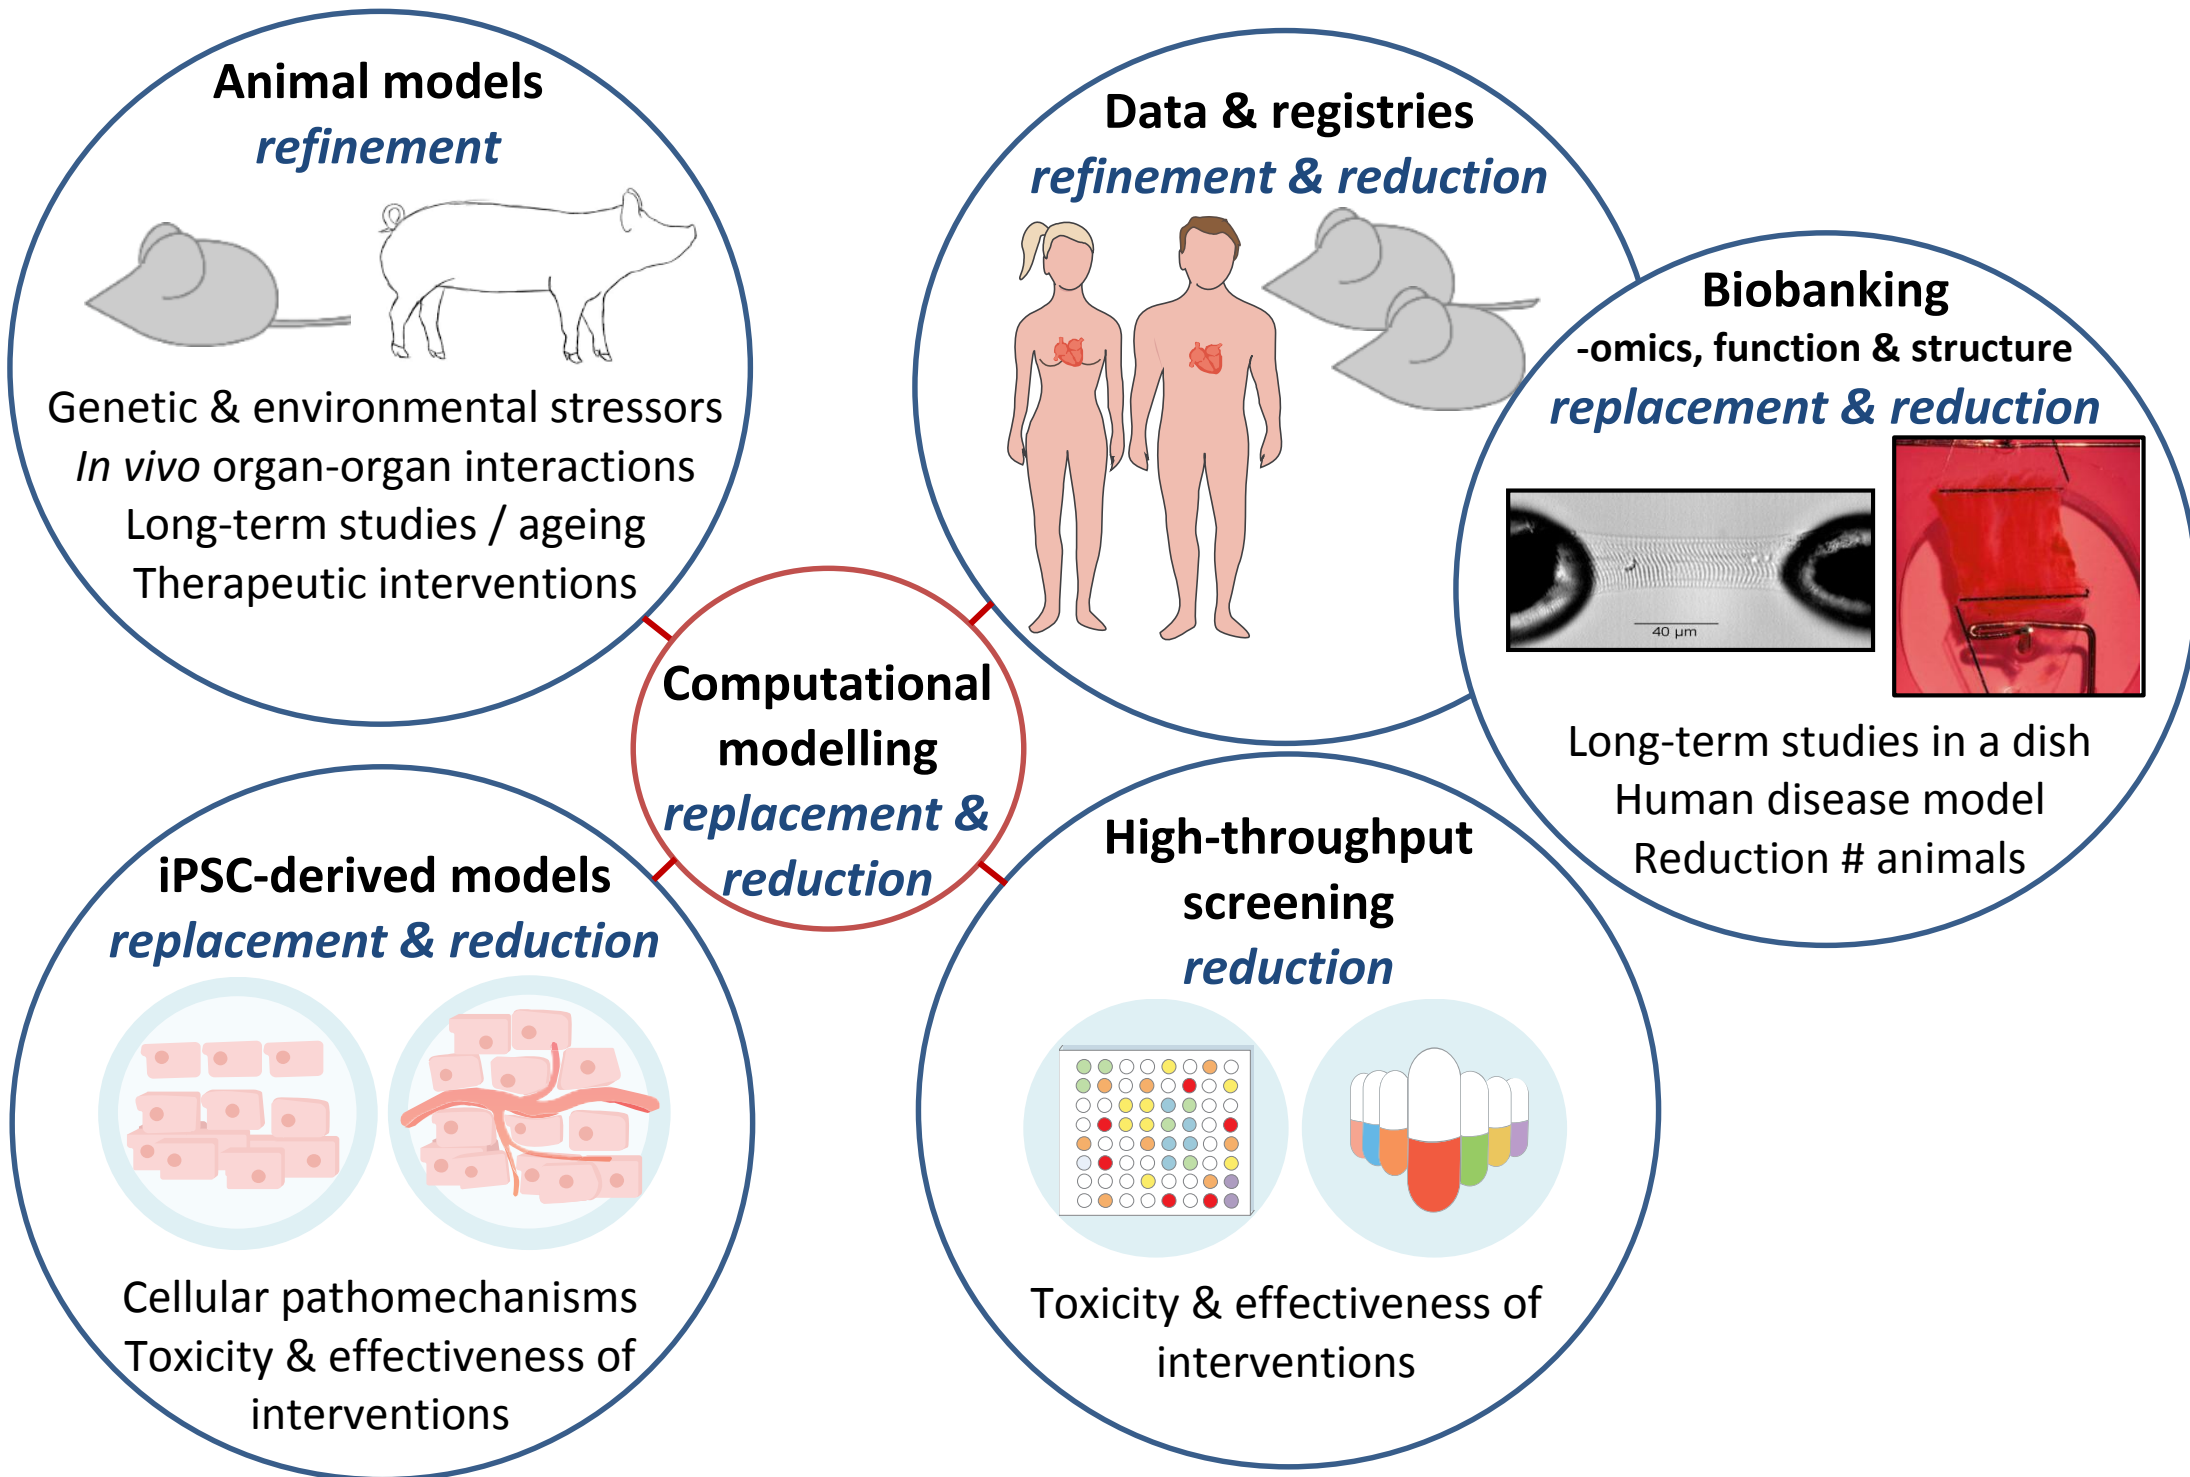 Animal models
refinement
Genetic & environmental stressors
In vivo organ-organ interactions
Long-term studies / ageing
Therapeutic interventions
Data & registries
refinement & reduction
Biobanking
-omics, function & structure
replacement & reduction
40 µm
Long-term studies in a dish
Human disease model
Reduction # animals
Computational
modelling
replacement &
reduction
iPSC-derived models
replacement & reduction
Cellular pathomechanisms
Toxicity & effectiveness of
interventions
High-throughput
screening
reduction
Toxicity & effectiveness of
interventions